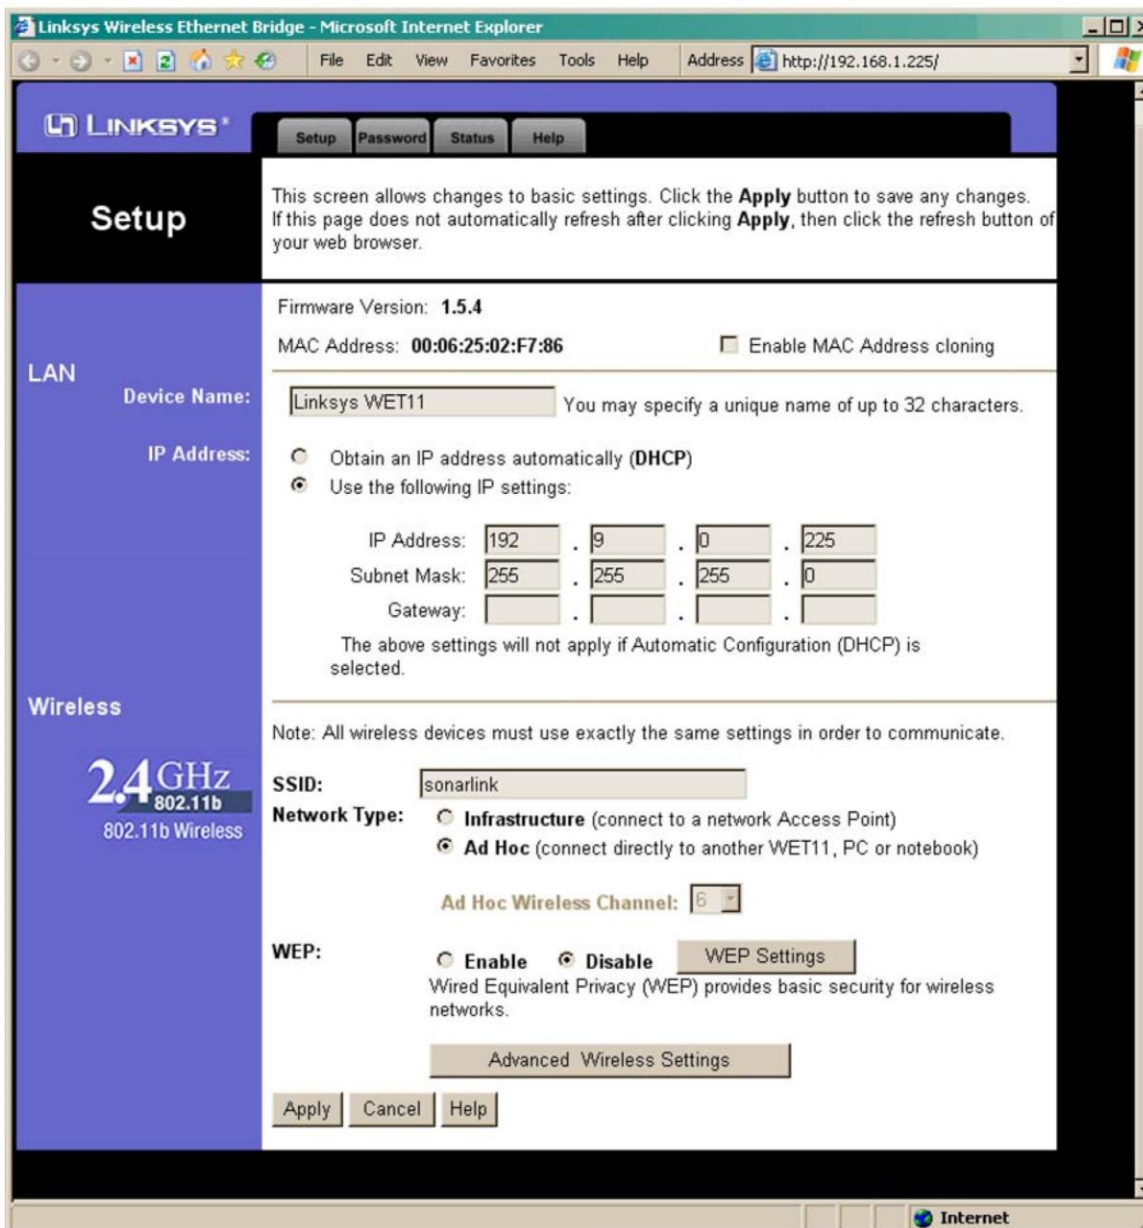 Linksys Wireless Ethernet Bridge - Microsoft Internet Explorer
File Edit View Favorites Tools Help Address http://192.168.1.225/
LINKSYS®
Setup Password Status Help
Setup
This screen allows changes to basic settings. Click the Apply button to save any changes.
If this page does not automatically refresh after clicking Apply, then click the refresh button of
your web browser.
Firmware Version: 1.5.4
MAC Address: 00:06:25:02:F7:86 Enable MAC Address cloning
LAN
Device Name: Linksys WET11 You may specify a unique name of up to 32 characters.
IP Address: Obtain an IP address automatically (DHCP)
Use the following IP settings:
IP Address: 192 . 9 . 0 . 225
Subnet Mask: 255 . 255 . 255 . 0
Gateway: . . .
The above settings will not apply if Automatic Configuration (DHCP) is
selected.
Wireless
Note: All wireless devices must use exactly the same settings in order to communicate.
2.4 GHz
802.11b
802.11b Wireless
SSID: sonarlink
Network Type: Infrastructure (connect to a network Access Point)
Ad Hoc (connect directly to another WET11, PC or notebook)
Ad Hoc Wireless Channel: 6
WEP: Enable Disable WEP Settings
Wired Equivalent Privacy (WEP) provides basic security for wireless
networks.
Advanced Wireless Settings
Apply Cancel Help
Internet